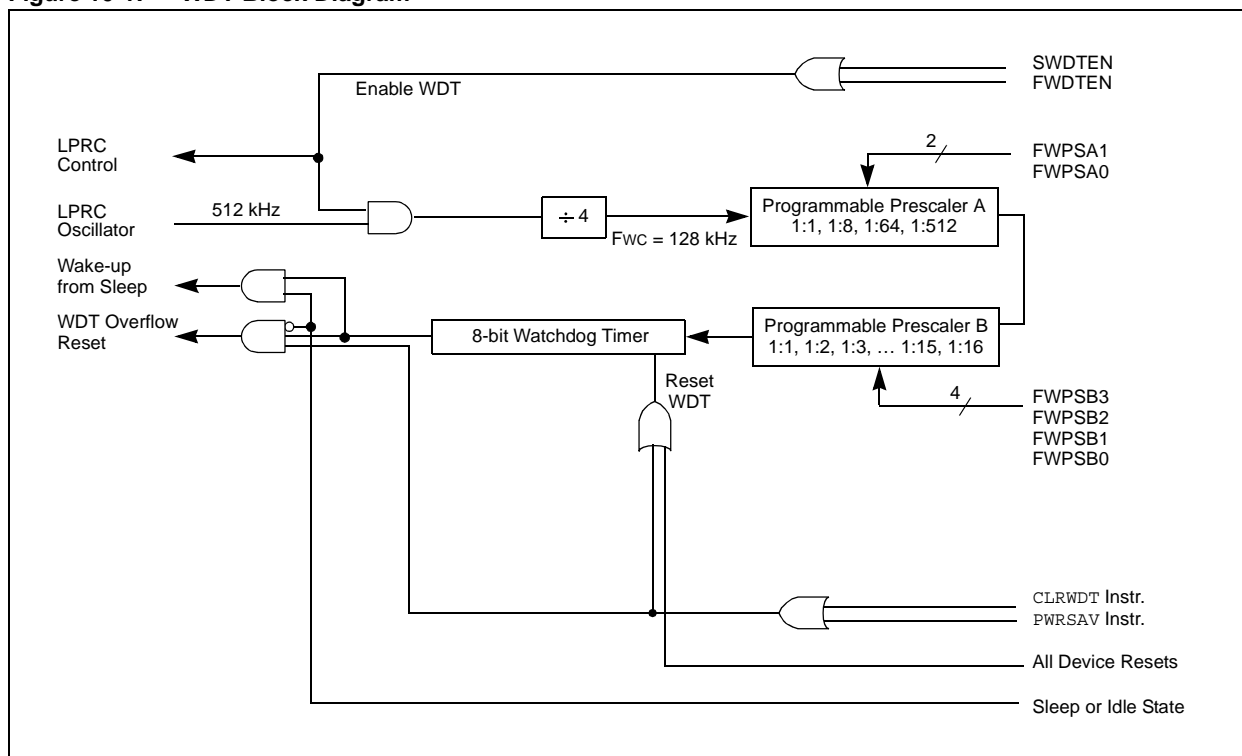 Figure WDT Block Diagram
SWDTEN
FWDTEN
Enable WDT
LPRC
Control
2
FWPSA1
FWPSA0
LPRC
Oscillator
512 kHz
÷ 4
FWC = 128 kHz
Programmable Prescaler A
1:1, 1:8, 1:64, 1:512
Wake-up
from Sleep
WDT Overflow
Reset
8-bit Watchdog Timer
Programmable Prescaler B
1:1, 1:2, 1:3, … 1:15, 1:16
Reset
WDT
4
FWPSB3
FWPSB2
FWPSB1
FWPSB0
CLRWDT Instr.
PWRSAV Instr.
All Device Resets
Sleep or Idle State